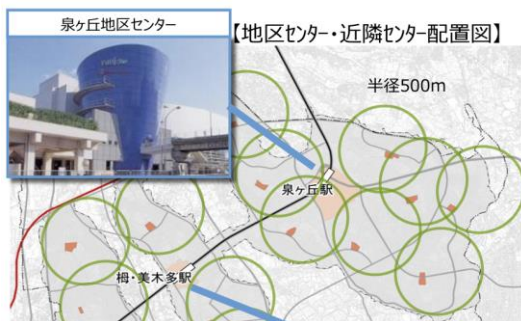 泉ヶ丘地区センター
【地区センター・近隣センター配置図】
半径500m
泉ヶ丘駅
栂・美木多駅